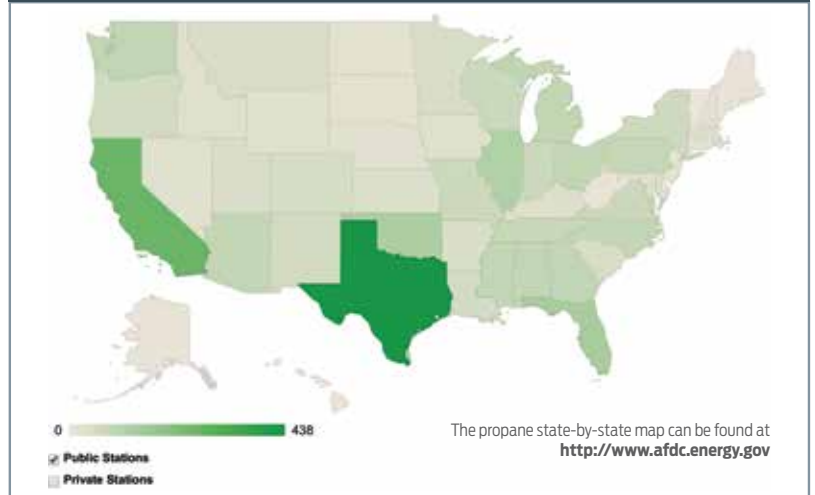 0 438
Public Stations
Private Stations
The propane state-by-state map can be found at
http://www.afdc.energy.gov